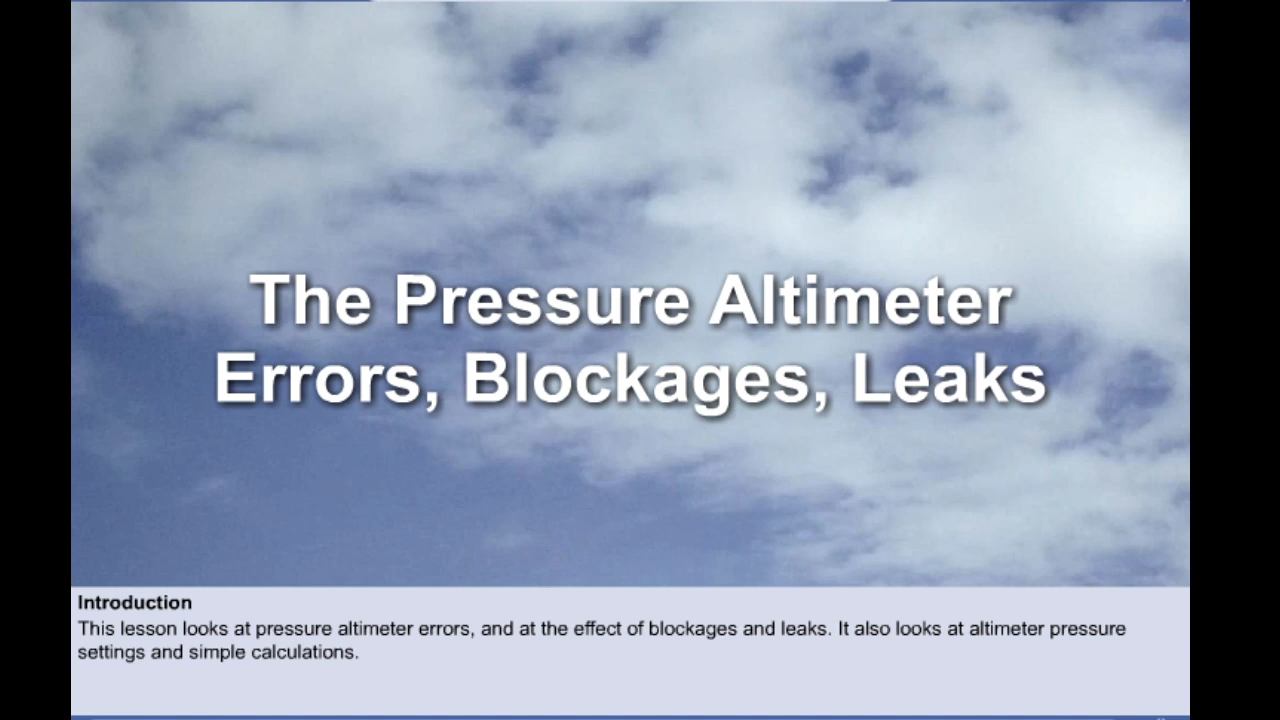 The Pressure Altimeter
Errors, Blockages, Leaks
Introduction
This lesson looks at pressure altimeter errors, and at the effect of blockages and leaks. It also looks at altimeter pressure
settings and simple calculations.